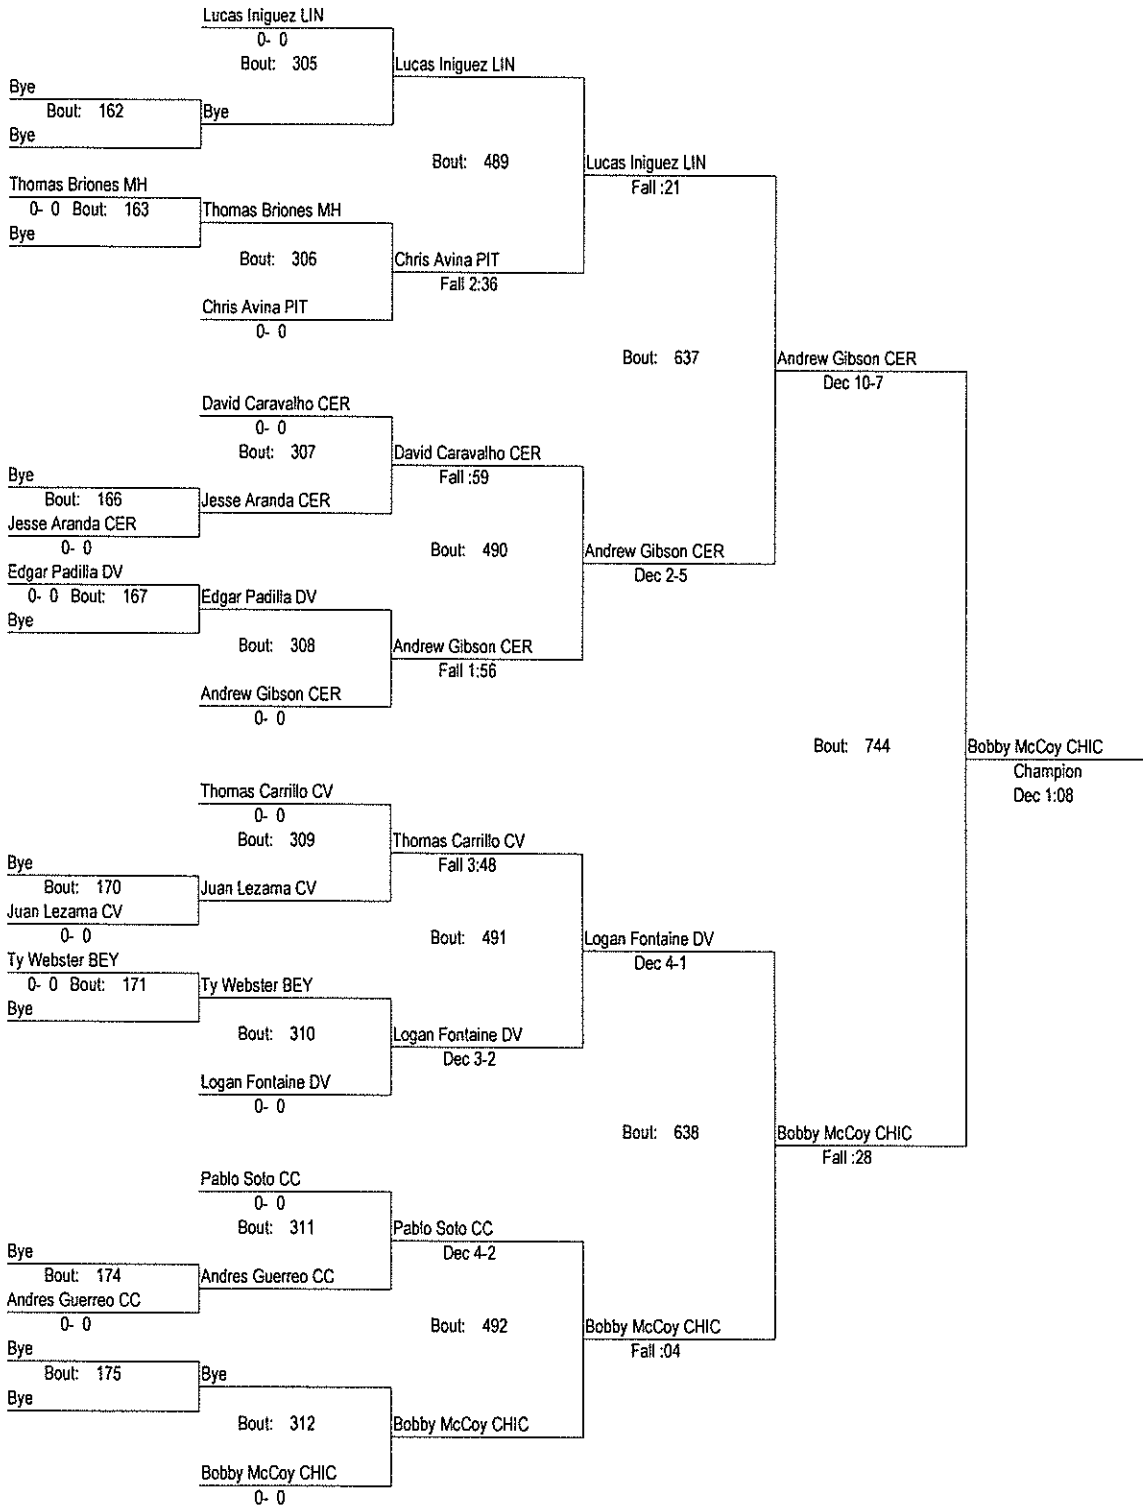 Lucas Iniguez LIN
0- 0
Bout: 305
Lucas Iniguez LIN
Bye
Bout: 162
Bye
Bye
Bout: 489
Lucas Iniguez LIN
Fall :21
Thomas Briones MH
0- 0 Bout: 163
Thomas Briones MH
Bye
Bout: 306
Chris Avina PIT
Fall 2:36
Chris Avina PIT
0- 0
Bout: 637
Andrew Gibson CER
Dec 10-7
David Caravalho CER
0- 0
Bout: 307
David Caravalho CER
Fall :59
Bye
Bout: 166
Jesse Aranda CER
Jesse Aranda CER
0- 0
Bout: 490
Andrew Gibson CER
Dec 2-5
Edgar Padilla DV
0- 0 Bout: 167
Edgar Padilla DV
Bye
Bout: 308
Andrew Gibson CER
Fall 1:56
Andrew Gibson CER
0- 0
Bout: 744
Bobby McCoy CHIC
Champion
Dec 1:08
Thomas Carrillo CV
0- 0
Bout: 309
Thomas Carrillo CV
Fall 3:48
Bye
Bout: 170
Juan Lezama CV
Juan Lezama CV
0- 0
Bout: 491
Logan Fontaine DV
Dec 4-1
Ty Webster BEY
0- 0 Bout: 171
Ty Webster BEY
Bye
Bout: 310
Logan Fontaine DV
Dec 3-2
Logan Fontaine DV
0- 0
Bout: 638
Bobby McCoy CHIC
Fall :28
Pablo Soto CC
0- 0
Bout: 311
Pablo Soto CC
Dec 4-2
Bye
Bout: 174
Andres Guerreo CC
Andres Guerreo CC
0- 0
Bout: 492
Bobby McCoy CHIC
Fall :04
Bye
Bout: 175
Bye
Bye
Bout: 312
Bobby McCoy CHIC
Bobby McCoy CHIC
0- 0